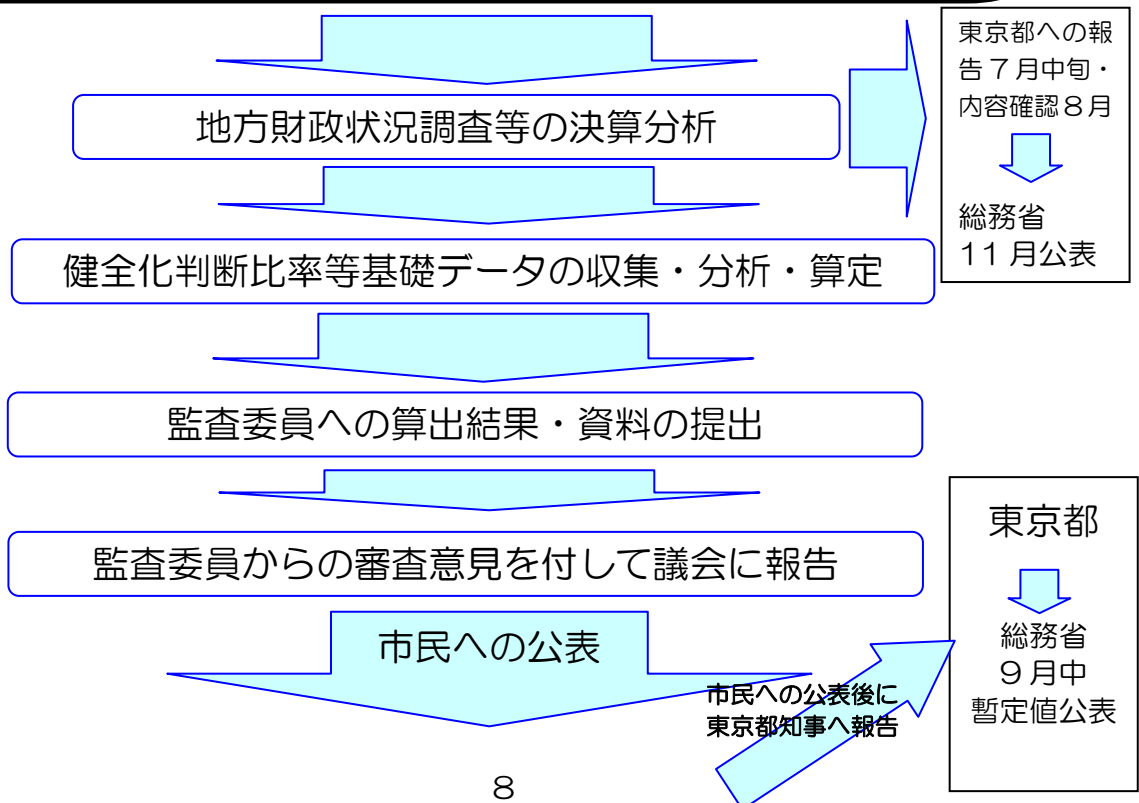 東京都への報
告７月中旬・
内容確認８月
総務省
11月公表
地方財政状況調査等の決算分析
健全化判断比率等基礎データの収集・分析・算定
監査委員への算出結果・資料の提出
監査委員からの審査意見を付して議会に報告
市民への公表
市民への公表後に
東京都知事へ報告
東京都
総務省
９月中
暫定値公表
8